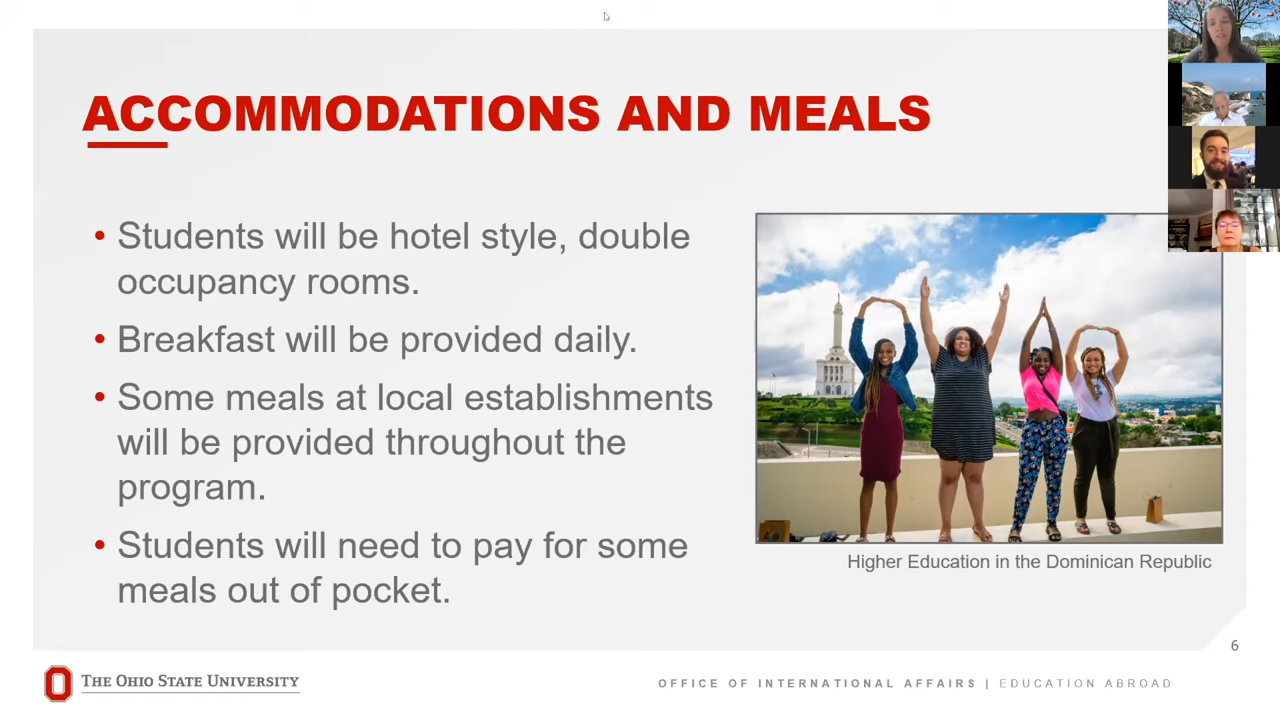 ACCOMMODATIONS AND MEALS
• Students will be hotel style, double
occupancy rooms.
• Breakfast will be provided daily.
• Some meals at local establishments
will be provided throughout the
program.
• Students will need to pay for some
meals out of pocket.
Higher Education in the Dominican Republic
6
THE OHIO STATE UNIVERSITY
OFFICE OF INTERNATIONAL AFFAIRS | EDUCATION ABROAD